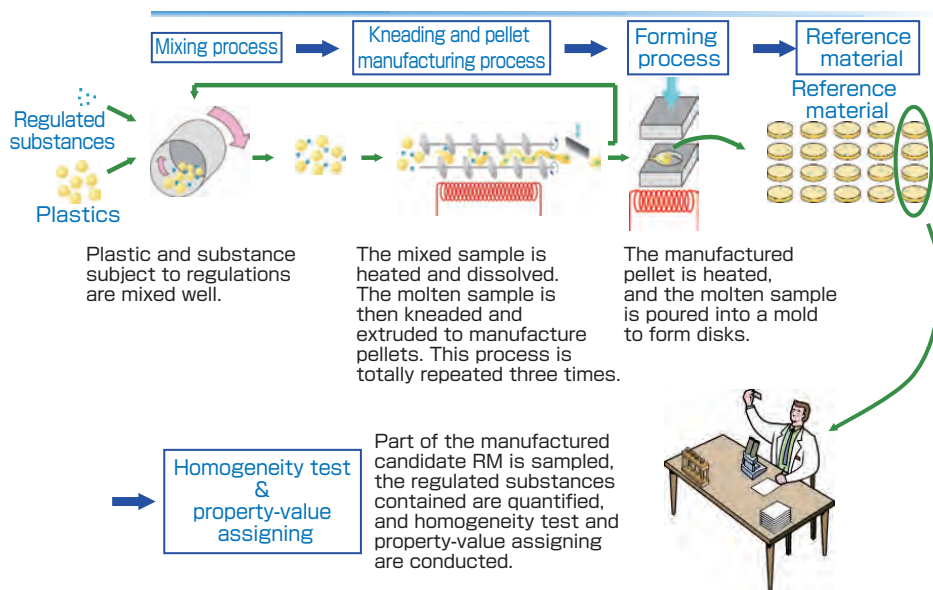 Mixing process
Kneading and pellet
manufacturing process
Forming
process
Reference
material
Regulated
substances
Plastics
Reference
material
Plastic and substance
subject to regulations
are mixed well.
The mixed sample is
heated and dissolved.
The molten sample is
then kneaded and
extruded to manufacture
pellets. This process is
totally repeated three times.
The manufactured
pellet is heated,
and the molten sample
is poured into a mold
to form disks.
Homogeneity test
&
property-value
assigning
Part of the manufactured
candidate RM is sampled,
the regulated substances
contained are quantified,
and homogeneity test and
property-value assigning
are conducted.